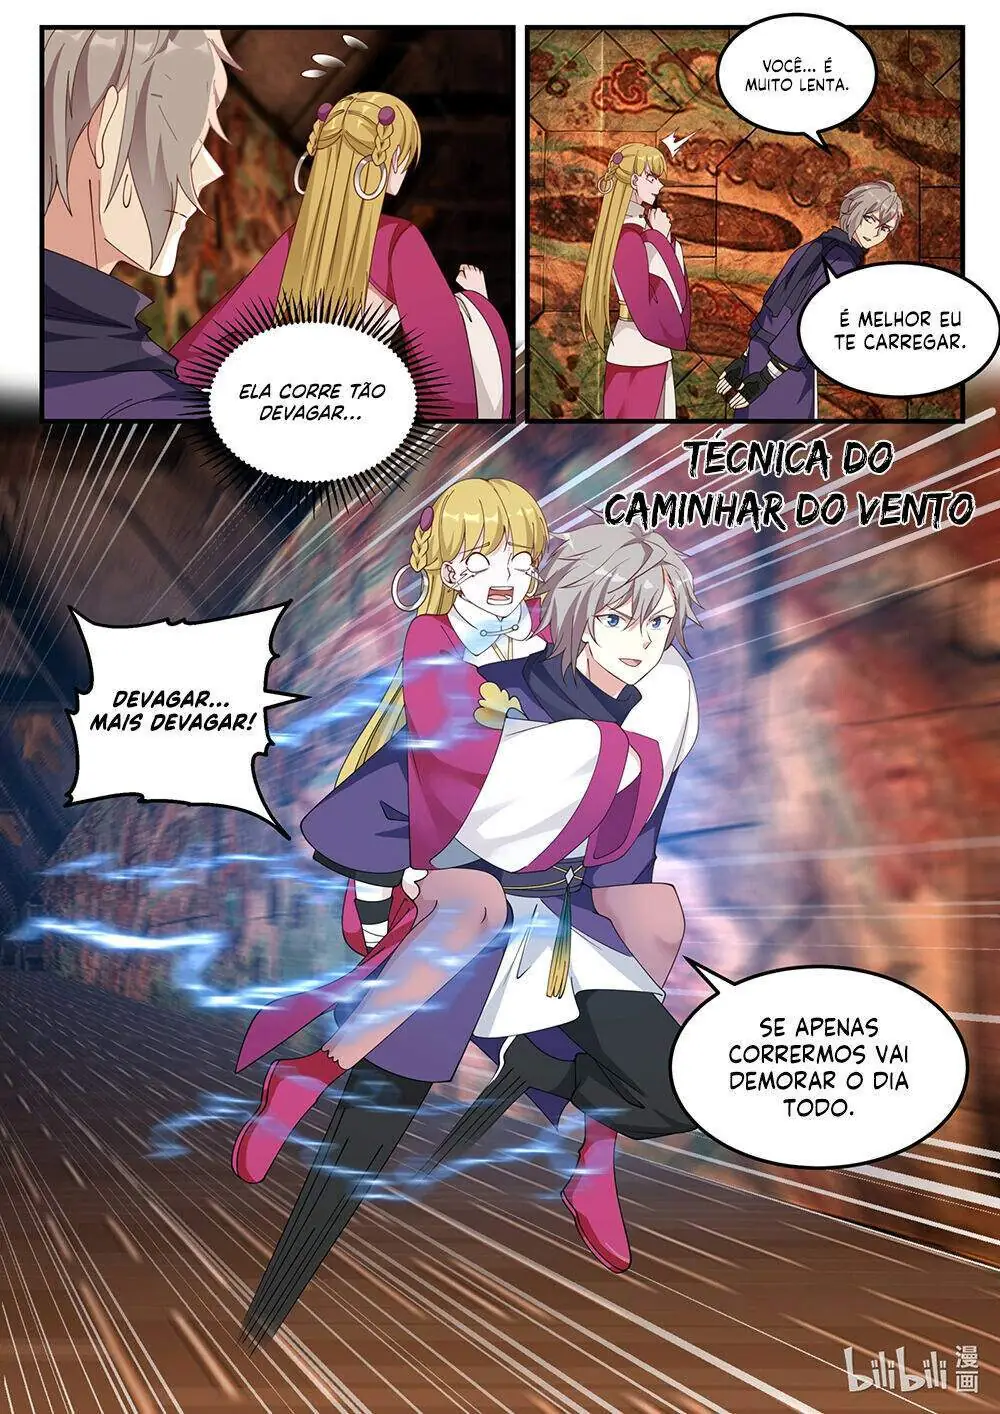 ELA CORRE TÃO
DEVAGAR...
VOCÊ... É
MUITO LENTA.
É MELHOR EU
TE CARREGAR.
TÉCNICA DO
CAMINHAR DO VENTO
DEVAGAR...
MAIS DEVAGAR!
SE APENAS
CORRERMOS VAI
DEMORAR O DIA
TODO.
bilibili 漫画